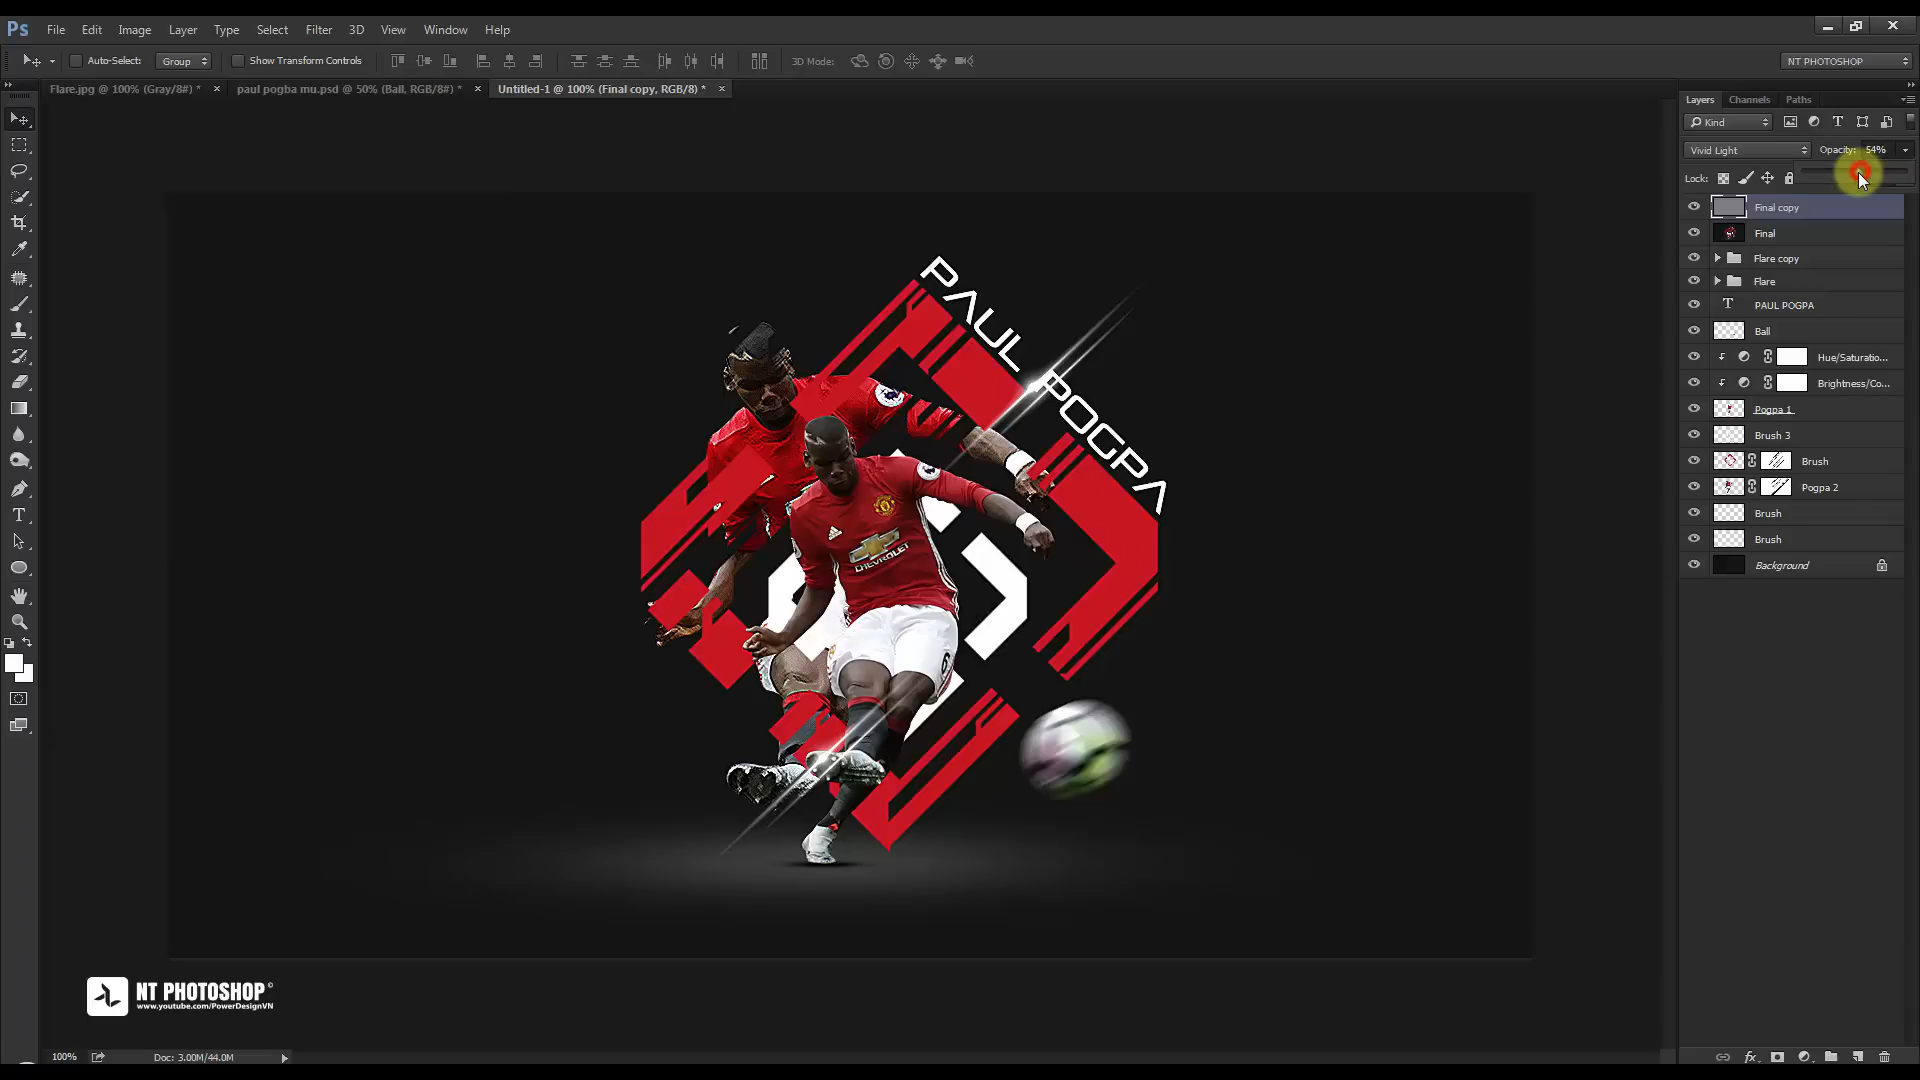 Ps File Edit Image Layer Type Select Filter 3D View Window Help
Auto-Select: Group Show Transform Controls 3D Mode: NT PHOTOSHOP
Flare.jpg @ 100% (Gray/8#) * × paul pogba mu.psd @ 50% (Ball, RGB/8#) * × Untitled-1 @ 100% (Final copy, RGB/8) * ×
Layers Channels Paths
Kind
Vivid Light Opacity: 54%
Lock:
Final copy
Final
Flare copy
Flare
PAUL POGPA
Ball
Hue/Saturatio...
Brightness/Co...
Pogpa 1
Brush 3
Brush
Pogpa 2
Brush
Brush
Background
PAUL POGPA
CHEVROLET
6
NT PHOTOSHOP ©
www.youtube.com/PowerDesignVN
100% Doc: 3.00M/44.0M